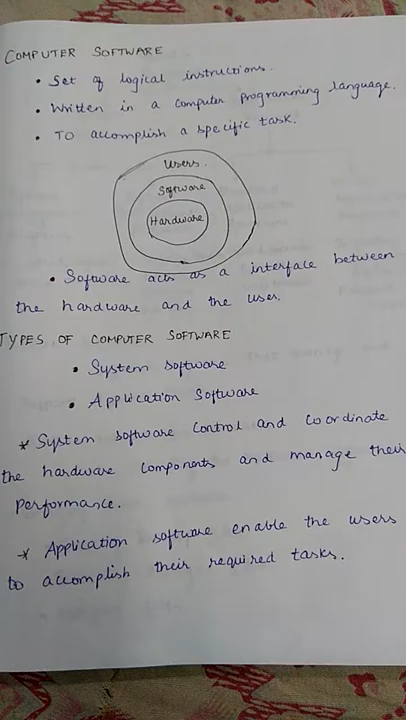 COMPUTER SOFTWARE
• Set of logical instructions.
• Written in a computer programming language.
• TO accomplish a specific task.
Users.
Software
Hardware
• Software acts as a interface between
the hardware and the user.
TYPES OF COMPUTER SOFTWARE
• System software
• Application Software
* System software control and coordinate
the hardware components and manage their
performance.
* Application software enable the users
to accomplish their required tasks.